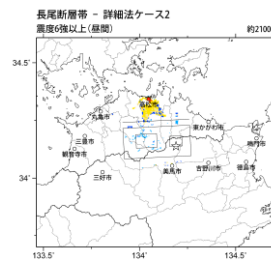 長尾断層帯 － 詳細法ケース2
震度6強以上(昼間)
約2100
34.5˚
高松市
丸亀市
東かがわ市
三豊市
鳴門市
観音寺市
34˚
三好市
美馬市
吉野川市
徳島市
133.5˚
134˚
134.5˚